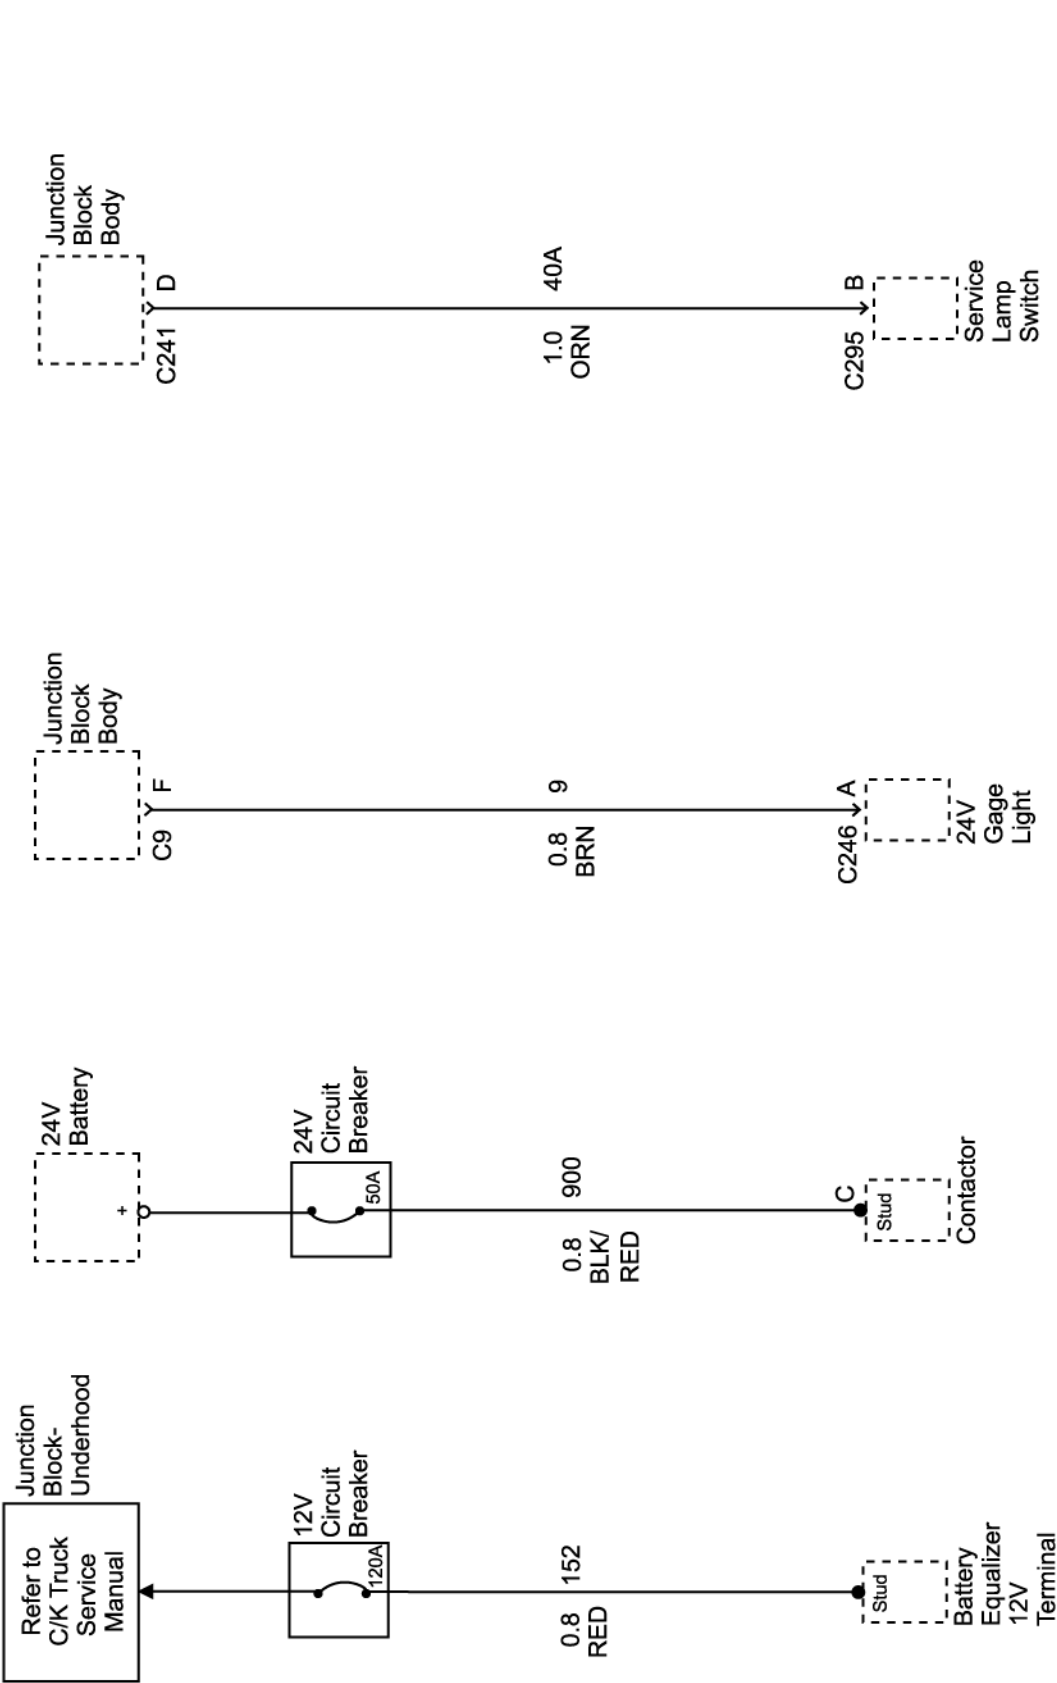 Refer to
C/K Truck
Service
Manual
Junction
Block-
Underhood
12V
Circuit
Breaker
120A
0.8
RED
152
Stud
Battery
Equalizer
12V
Terminal
24V
Battery
+
24V
Circuit
Breaker
50A
0.8
BLK/
RED
900
C
Stud
Contactor
Junction
Block
Body
C9
F
0.8
BRN
9
C246
A
24V
Gage
Light
Junction
Block
Body
C241
D
1.0
ORN
40A
C295
B
Service
Lamp
Switch